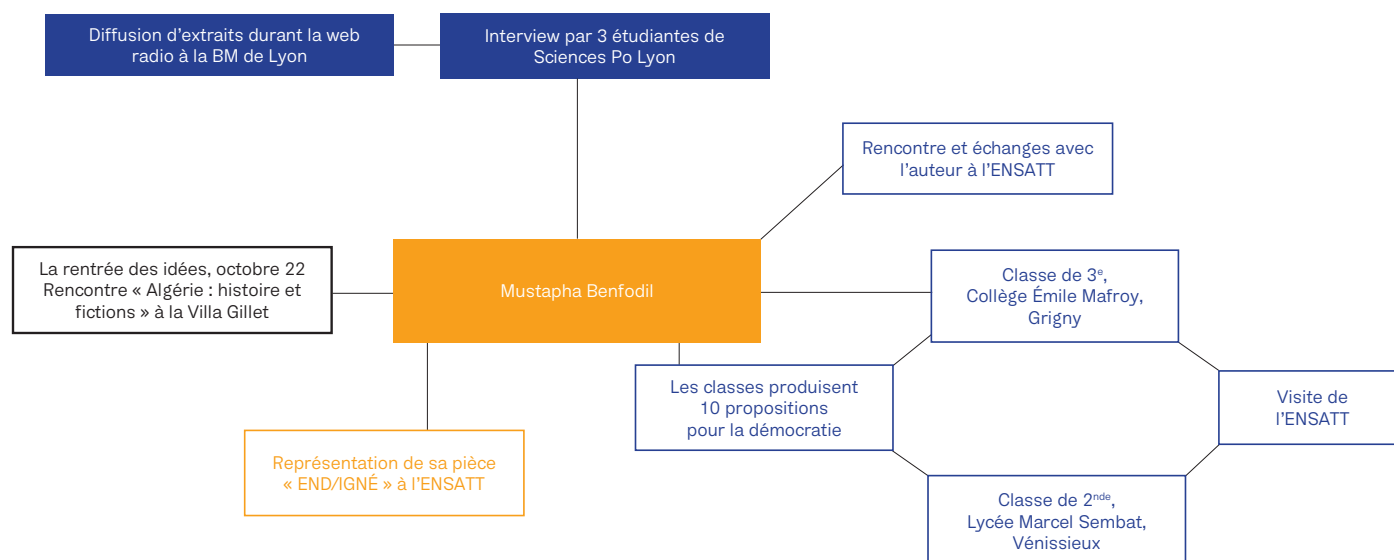 Diffusion d'extraits durant la web
radio à la BM de Lyon
Interview par 3 étudiantes de
Sciences Po Lyon
Rencontre et échanges avec
l'auteur à l'ENSATT
La rentrée des idées, octobre 22
Rencontre « Algérie : histoire et
fictions » à la Villa Gillet
Mustapha Benfodil
Classe de 3e,
Collège Émile Mafroy,
Grigny
Les classes produisent
10 propositions
pour la démocratie
Visite de
l'ENSATT
Représentation de sa pièce
« END/IGNÉ » à l'ENSATT
Classe de 2nde,
Lycée Marcel Sembat,
Vénissieux